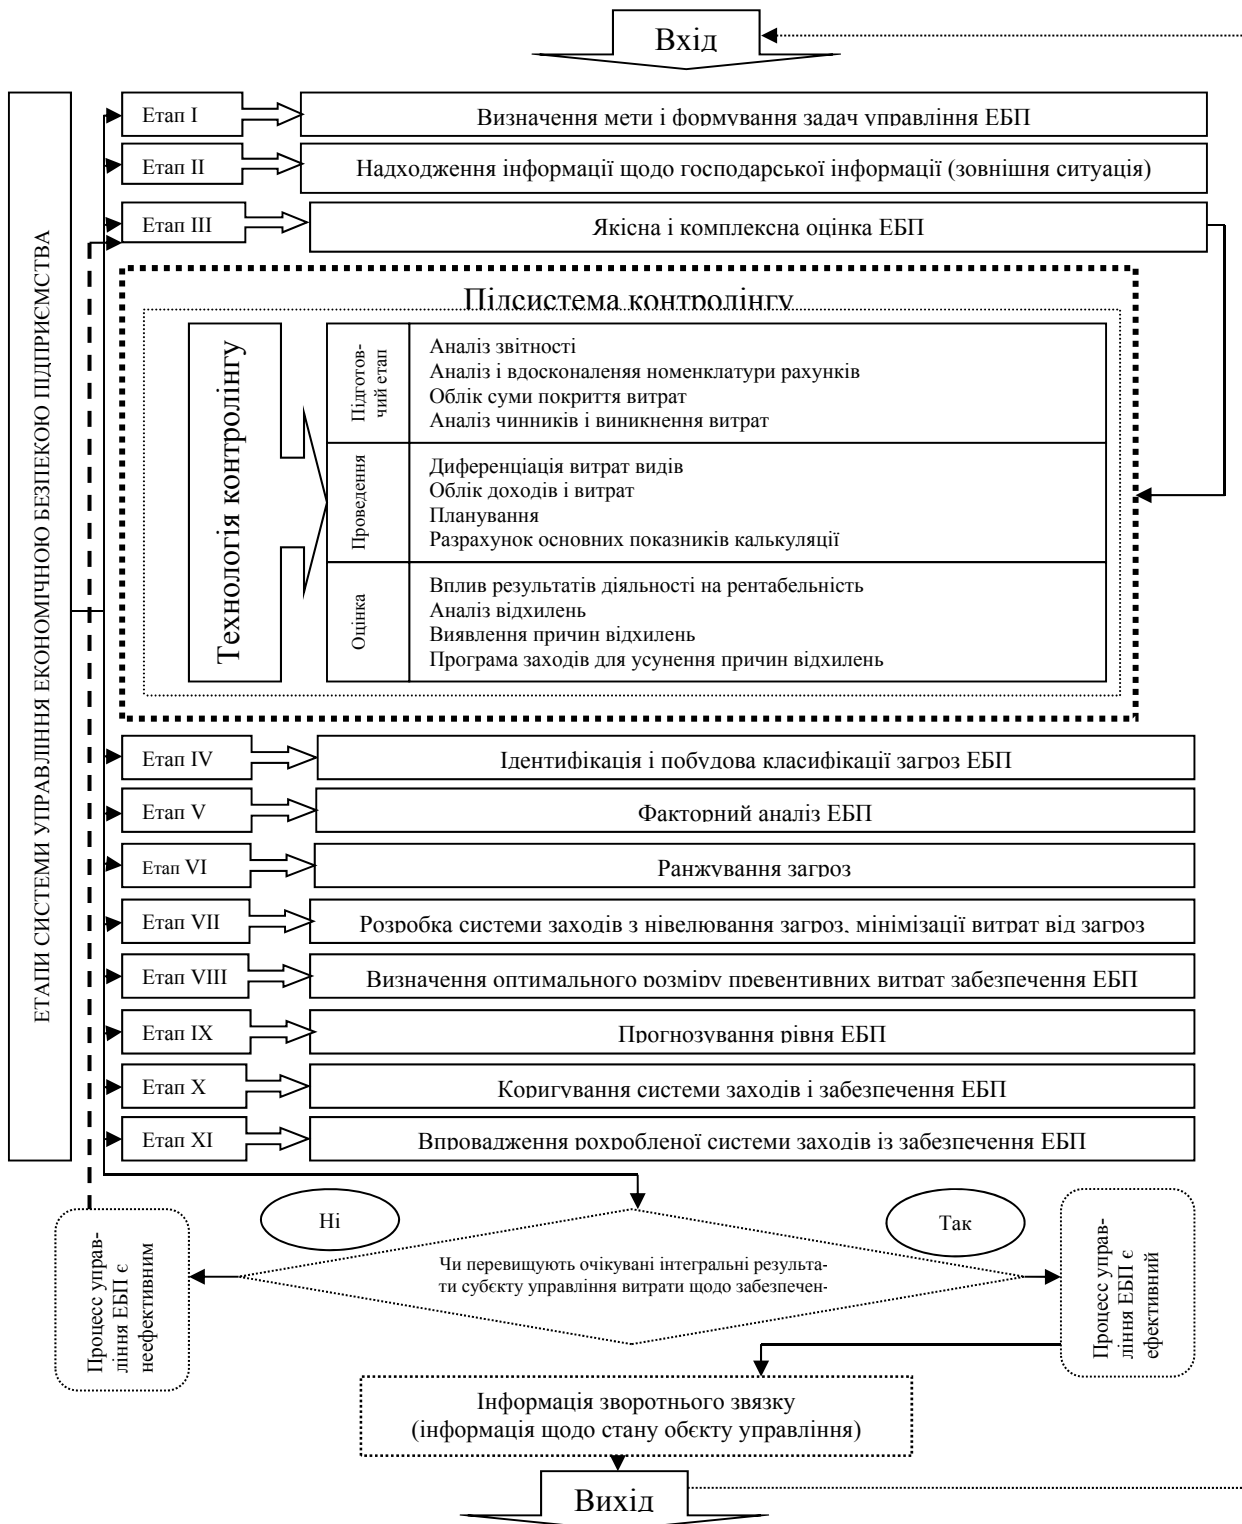 Вхід
ЕТАПИ СИСТЕМИ УПРАВЛІННЯ ЕКОНОМІЧНОЮ БЕЗПЕКОЮ ПІДПРИЄМСТВА
Етап I
Визначення мети і формування задач управління ЕБП
Етап II
Надходження інформації щодо господарської інформації (зовнішня ситуація)
Етап III
Якісна і комплексна оцінка ЕБП
Підсистема контролінгу
Технологія контролінгу
Підготов-
чий етап
Аналіз звітності
Аналіз і вдосконаленяя номенклатури рахунків
Облік суми покриття витрат
Аналіз чинників і виникнення витрат
Проведення
Диференціація витрат видів
Облік доходів і витрат
Планування
Разрахунок основних показників калькуляції
Оцінка
Вплив результатів діяльності на рентабельність
Аналіз відхилень
Виявлення причин відхилень
Програма заходів для усунення причин відхилень
Етап IV
Ідентифікація і побудова класифікації загроз ЕБП
Етап V
Факторний аналіз ЕБП
Етап VI
Ранжування загроз
Етап VII
Розробка системи заходів з нівелювання загроз, мінімізації витрат від загроз
Етап VIII
Визначення оптимального розміру превентивних витрат забезпечення ЕБП
Етап IX
Прогнозування рівня ЕБП
Етап X
Коригування системи заходів і забезпечення ЕБП
Етап XI
Впровадження рохробленої системи заходів із забезпечення ЕБП
Ні
Так
Чи перевищують очікувані інтегральні результа-
ти субєкту управління витрати щодо забезпечен-
Процесс управ-
ління ЕБП є
неефективним
Процесс управ-
ління ЕБП є
ефективний
Інформація зворотнього звязку
(інформація щодо стану обєкту управління)
Вихід